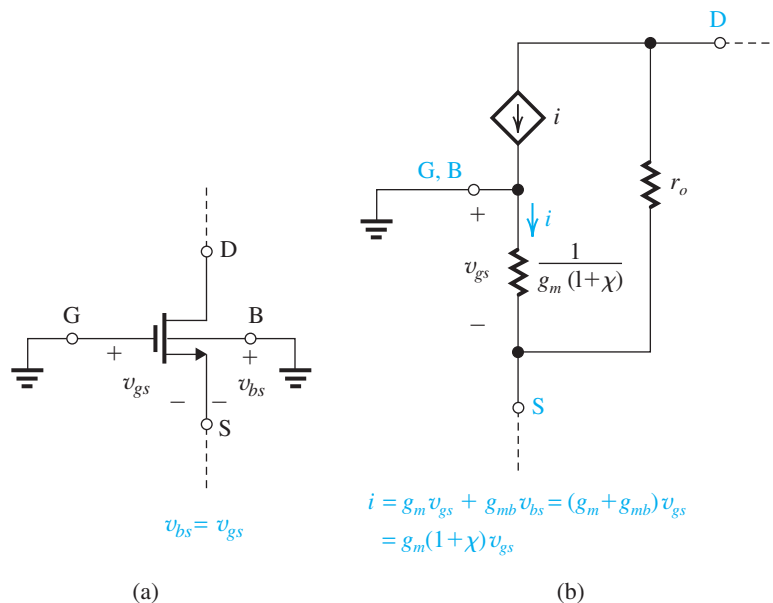 D
G, B
i
+
i
r_o
v_gs
1
g_m (1+χ)
−
S
D
G
B
+
+
v_gs
v_bs
−
−
S
v_bs = v_gs
i = g_m v_gs + g_mb v_bs = (g_m + g_mb) v_gs
= g_m (1+χ) v_gs
(a)
(b)